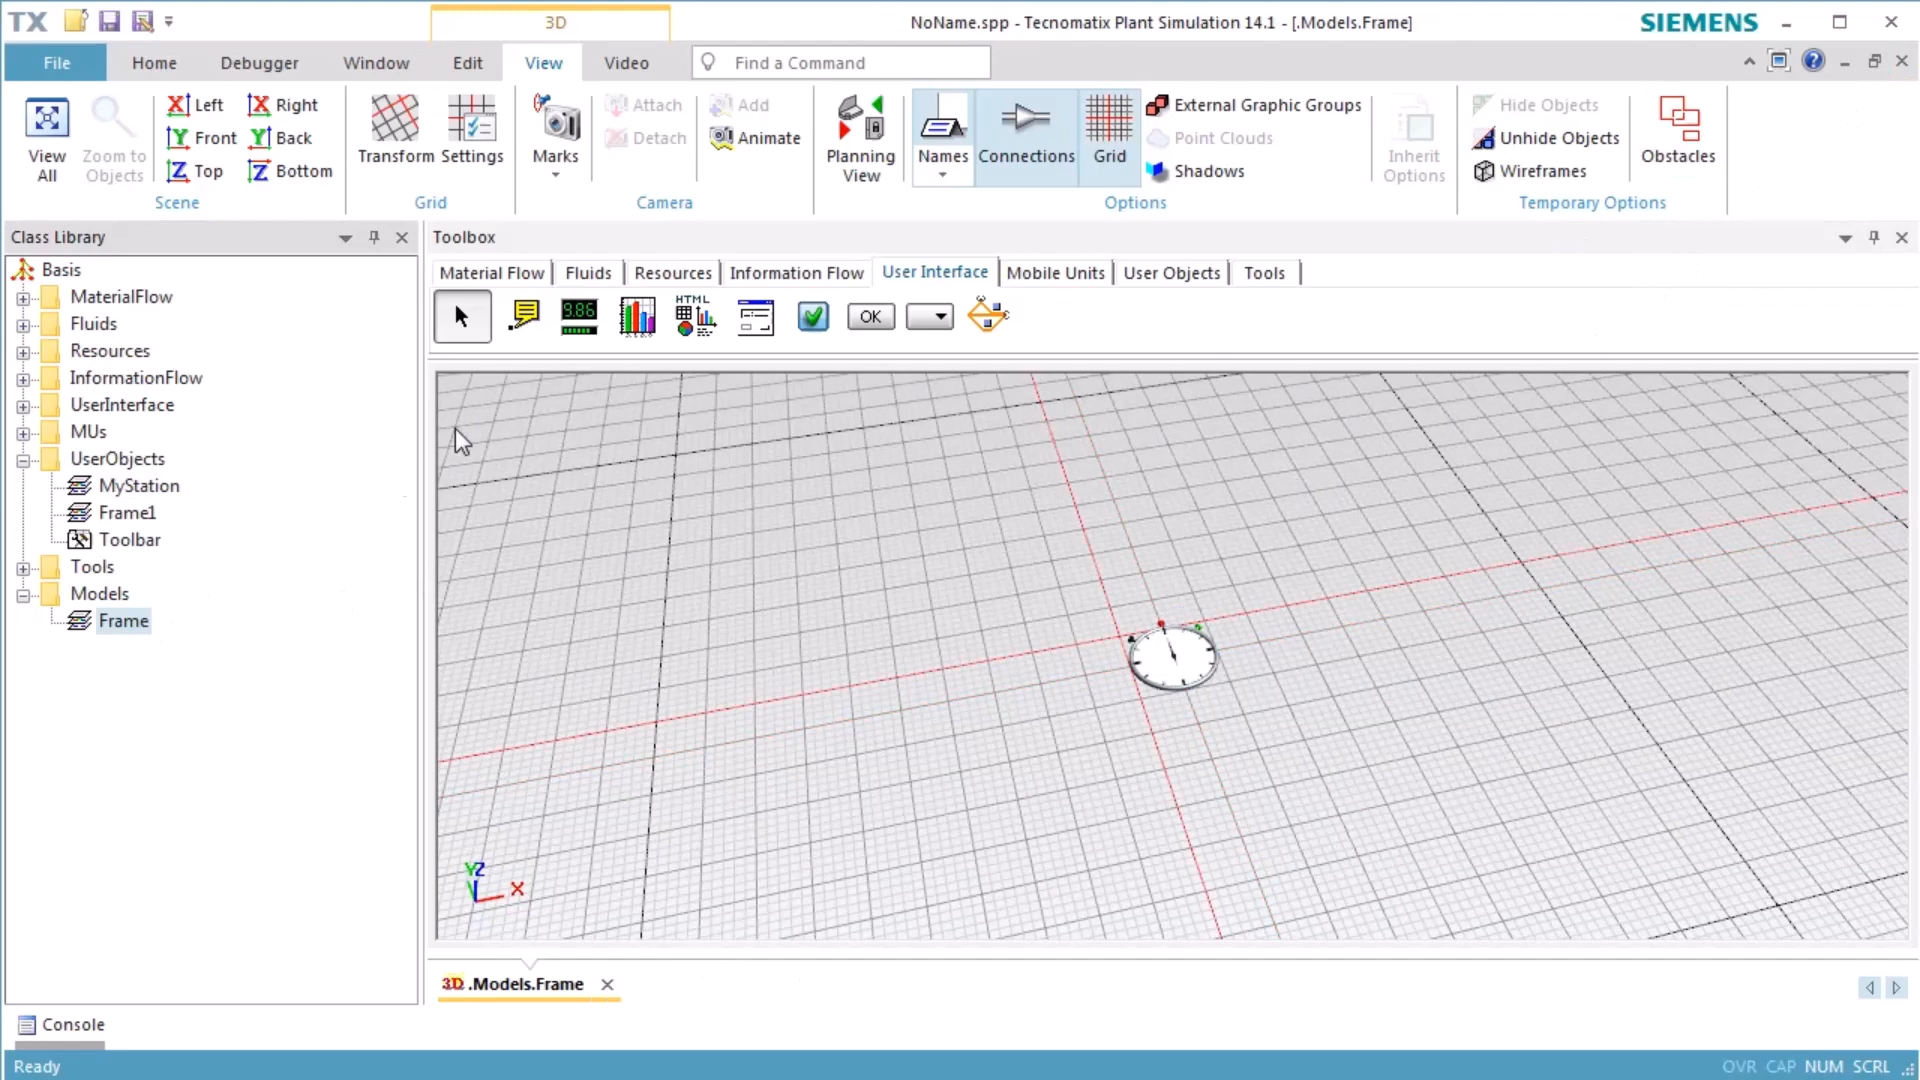 TX
3D
NoName.spp - Tecnomatix Plant Simulation 14.1 - [.Models.Frame]
SIEMENS
File
Home
Debugger
Window
Edit
View
Video
Find a Command
View All
Zoom to Objects
Left
Right
Front
Back
Top
Bottom
Scene
Transform
Settings
Grid
Marks
Attach
Detach
Add
Animate
Camera
Planning View
Names
Connections
Grid
External Graphic Groups
Point Clouds
Shadows
Options
Inherit Options
Hide Objects
Unhide Objects
Wireframes
Obstacles
Temporary Options
Class Library
Basis
MaterialFlow
Fluids
Resources
InformationFlow
UserInterface
MUs
UserObjects
MyStation
Frame1
Toolbar
Tools
Models
Frame
Toolbox
Material Flow
Fluids
Resources
Information Flow
User Interface
Mobile Units
User Objects
Tools
9.86
HTML
OK
Y Z
X
3D .Models.Frame
Console
Ready
OVR CAP NUM SCRL